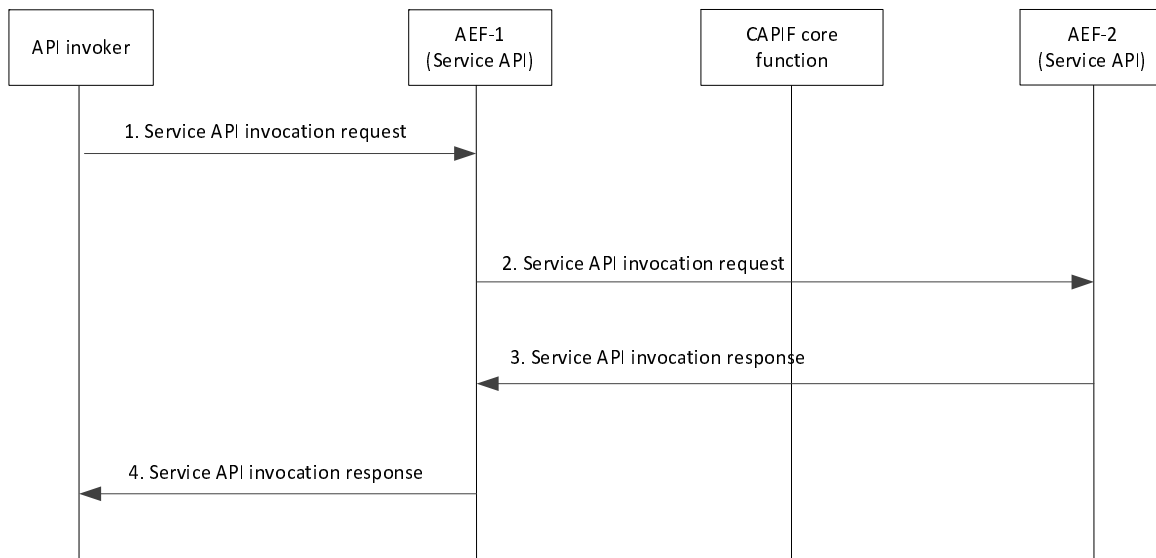 API invoker
AEF-1
(Service API)
CAPIF core
function
AEF-2
(Service API)
1. Service API invocation request
2. Service API invocation request
3. Service API invocation response
4. Service API invocation response